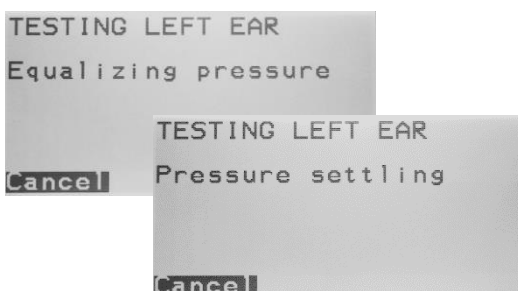 TESTING LEFT EAR
Equalizing pressure
Cancel
TESTING LEFT EAR
Pressure settling
Cancel